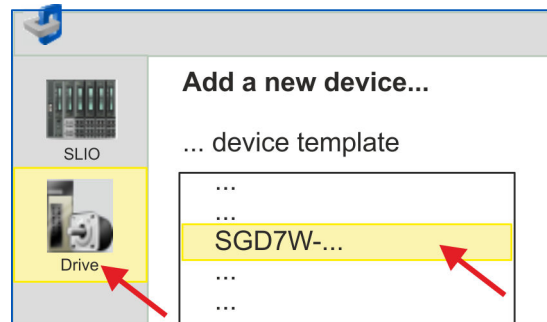 Add a new device...
SLIO
... device template
...
...
SGD7W-...
Drive
...
...